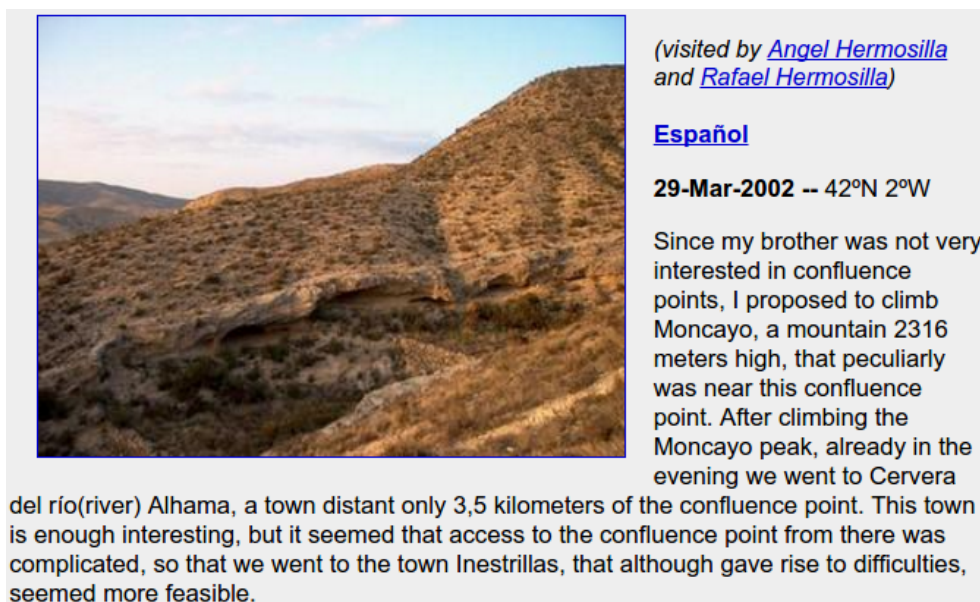 (visited by Angel Hermosilla
and Rafael Hermosilla)
Español
29-Mar-2002 -- 42ºN 2ºW
Since my brother was not very
interested in confluence
points, I proposed to climb
Moncayo, a mountain 2316
meters high, that peculiarly
was near this confluence
point. After climbing the
Moncayo peak, already in the
evening we went to Cervera
del río(river) Alhama, a town distant only 3,5 kilometers of the confluence point. This town
is enough interesting, but it seemed that access to the confluence point from there was
complicated, so that we went to the town Inestrillas, that although gave rise to difficulties,
seemed more feasible.